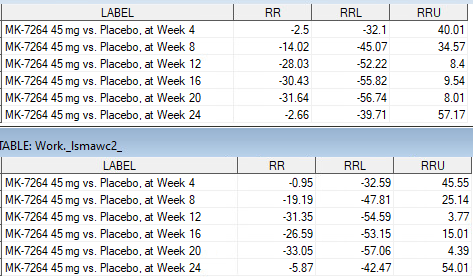 LABEL RR RRL RRU
MK-7264 45 mg vs. Placebo, at Week 4 -2.5 -32.1 40.01
MK-7264 45 mg vs. Placebo, at Week 8 -14.02 -45.07 34.57
MK-7264 45 mg vs. Placebo, at Week 12 -28.03 -52.22 8.4
MK-7264 45 mg vs. Placebo, at Week 16 -30.43 -55.82 9.54
MK-7264 45 mg vs. Placebo, at Week 20 -31.64 -56.74 8.01
MK-7264 45 mg vs. Placebo, at Week 24 -2.66 -39.71 57.17
TABLE: Work._lsmawc2_
LABEL RR RRL RRU
MK-7264 45 mg vs. Placebo, at Week 4 -0.95 -32.59 45.55
MK-7264 45 mg vs. Placebo, at Week 8 -19.19 -47.81 25.14
MK-7264 45 mg vs. Placebo, at Week 12 -31.35 -54.59 3.77
MK-7264 45 mg vs. Placebo, at Week 16 -26.59 -53.15 15.01
MK-7264 45 mg vs. Placebo, at Week 20 -33.05 -57.06 4.39
MK-7264 45 mg vs. Placebo, at Week 24 -5.87 -42.47 54.01